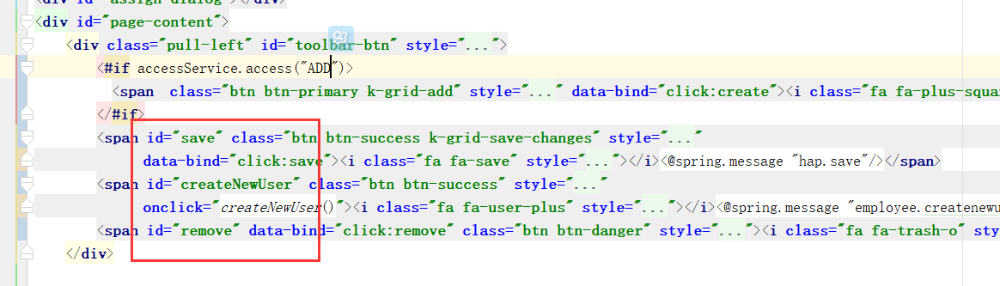 <div id="assign-dialog"></div>
<div id="page-content">
<div class="pull-left" id="toolbar-btn" style="...">
<#if accessService.access("ADD")>
<span  class="btn btn-primary k-grid-add" style="..." data-bind="click:create"><i class="fa fa-plus-squa
</#if>
<span id="save" class="btn btn-success k-grid-save-changes" style="..."
data-bind="click:save"><i class="fa fa-save" style="..."></i><@spring.message "hap.save"/></span>
<span id="createNewUser" class="btn btn-success" style="..."
onclick="createNewUser()"><i class="fa fa-user-plus" style="..."></i><@spring.message "employee.createnewu
<span id="remove" data-bind="click:remove" class="btn btn-danger" style="..."><i class="fa fa-trash-o" sty
</div>